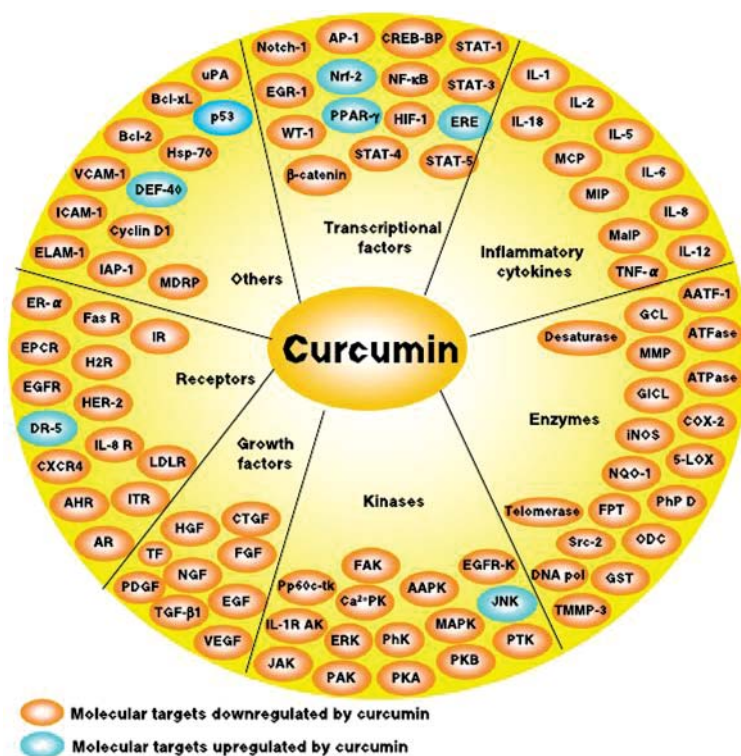 Notch-1
AP-1
CREB-BP
STAT-1
Nrf-2
NF-κB
STAT-3
EGR-1
PPAR-γ
HIF-1
ERE
WT-1
STAT-4
STAT-5
β-catenin
Transcriptional
factors
IL-1
IL-2
IL-18
IL-5
MCP
IL-6
MIP
IL-8
MaIP
IL-12
TNF-α
Inflammatory
cytokines
AATF-1
GCL
Desaturase
ATFase
MMP
ATPase
GICL
COX-2
iNOS
5-LOX
NQO-1
PhP D
Telomerase
FPT
Src-2
ODC
DNA pol
GST
TMMP-3
Enzymes
Kinases
FAK
EGFR-K
Pp60c-tk
AAPK
Ca²⁺PK
JNK
IL-1R AK
MAPK
ERK
PhK
PTK
JAK
PKB
PAK
PKA
Growth
factors
CTGF
HGF
TF
FGF
NGF
PDGF
EGF
TGF-β1
VEGF
Receptors
ER-α
Fas R
IR
EPCR
H2R
EGFR
HER-2
DR-5
IL-8 R
CXCR4
LDLR
AHR
ITR
AR
Others
uPA
Bcl-xL
p53
Bcl-2
Hsp-70
VCAM-1
DEF-40
ICAM-1
Cyclin D1
ELAM-1
IAP-1
MDRP
Curcumin
Molecular targets downregulated by curcumin
Molecular targets upregulated by curcumin